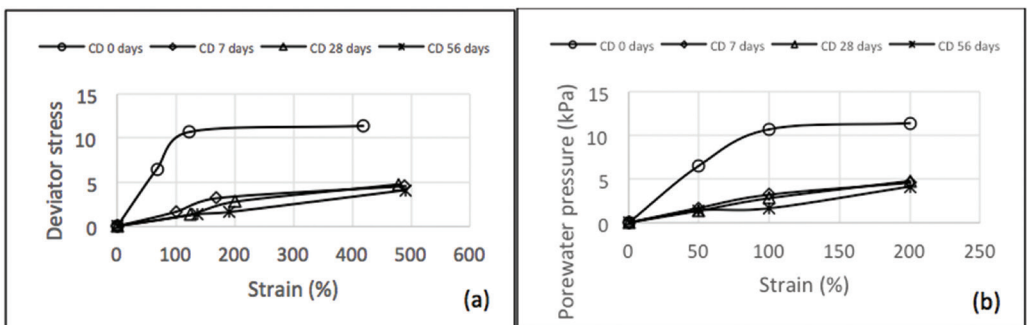 CD 0 days CD 7 days CD 28 days CD 56 days
Deviator stress
15
10
5
0
0 100 200 300 400 500 600
Strain (%)
(a)
CD 0 days CD 7 days CD 28 days CD 56 days
Porewater pressure (kPa)
15
10
5
0
0 50 100 150 200 250
Strain (%)
(b)